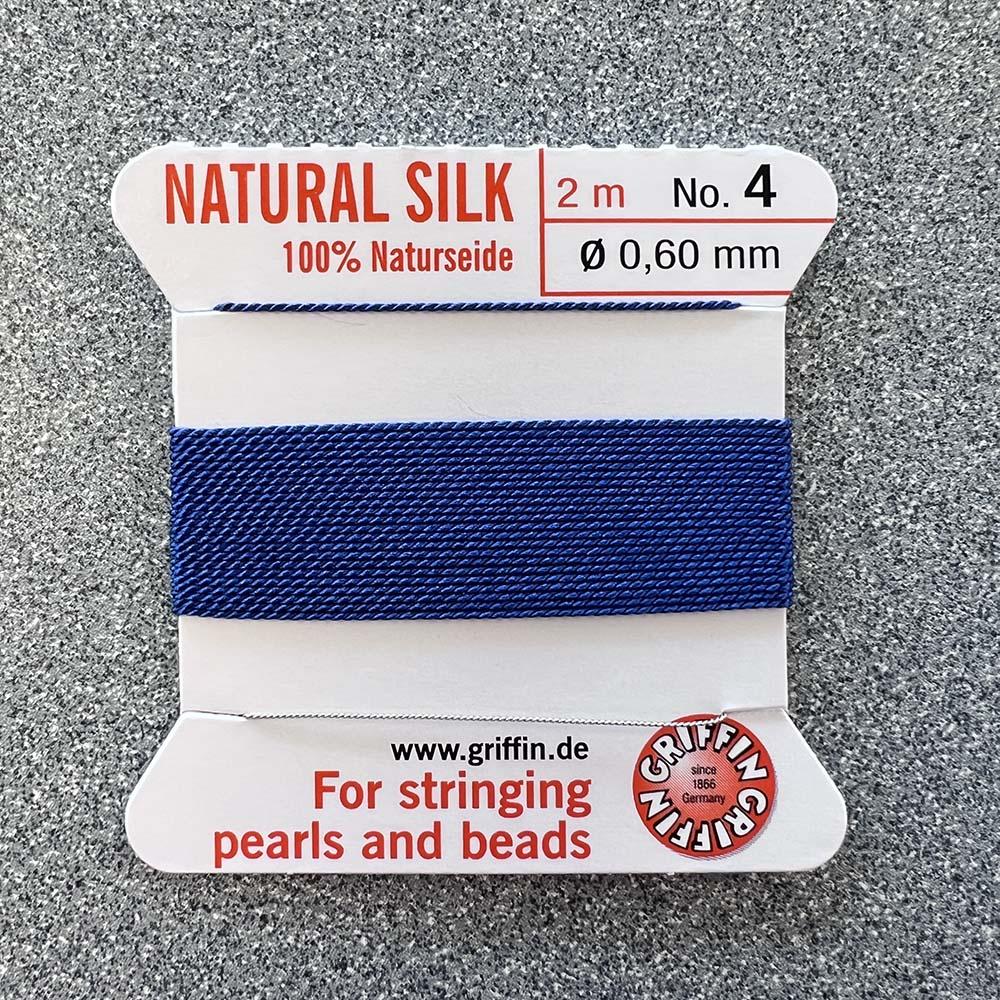 NATURAL SILK
100% Naturseide
2 m No. 4
Ø 0,60 mm
www.griffin.de
For stringing
pearls and beads
GRIFFIN GRIFFIN
since
1866
Germany